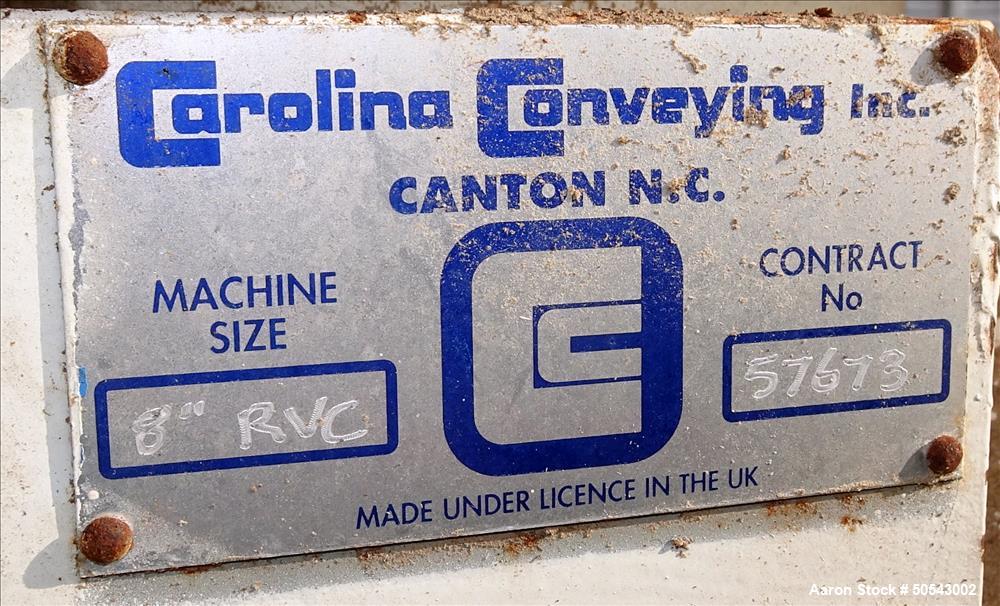 Carolina Conveying Inc.
CANTON N.C.
MACHINE
SIZE
8" RVC
CONTRACT
No
57673
MADE UNDER LICENCE IN THE UK
Aaron Stock # 50543002